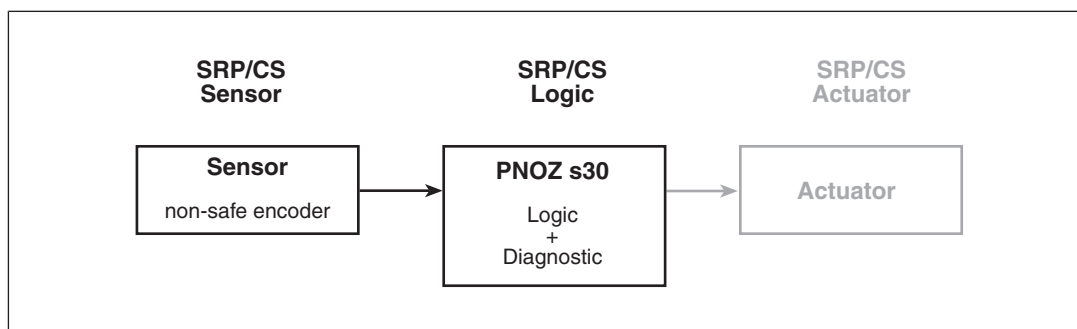 SRP/CS
Sensor
SRP/CS
Logic
SRP/CS
Actuator
Sensor
non-safe encoder
PNOZ s30
Logic
+
Diagnostic
Actuator